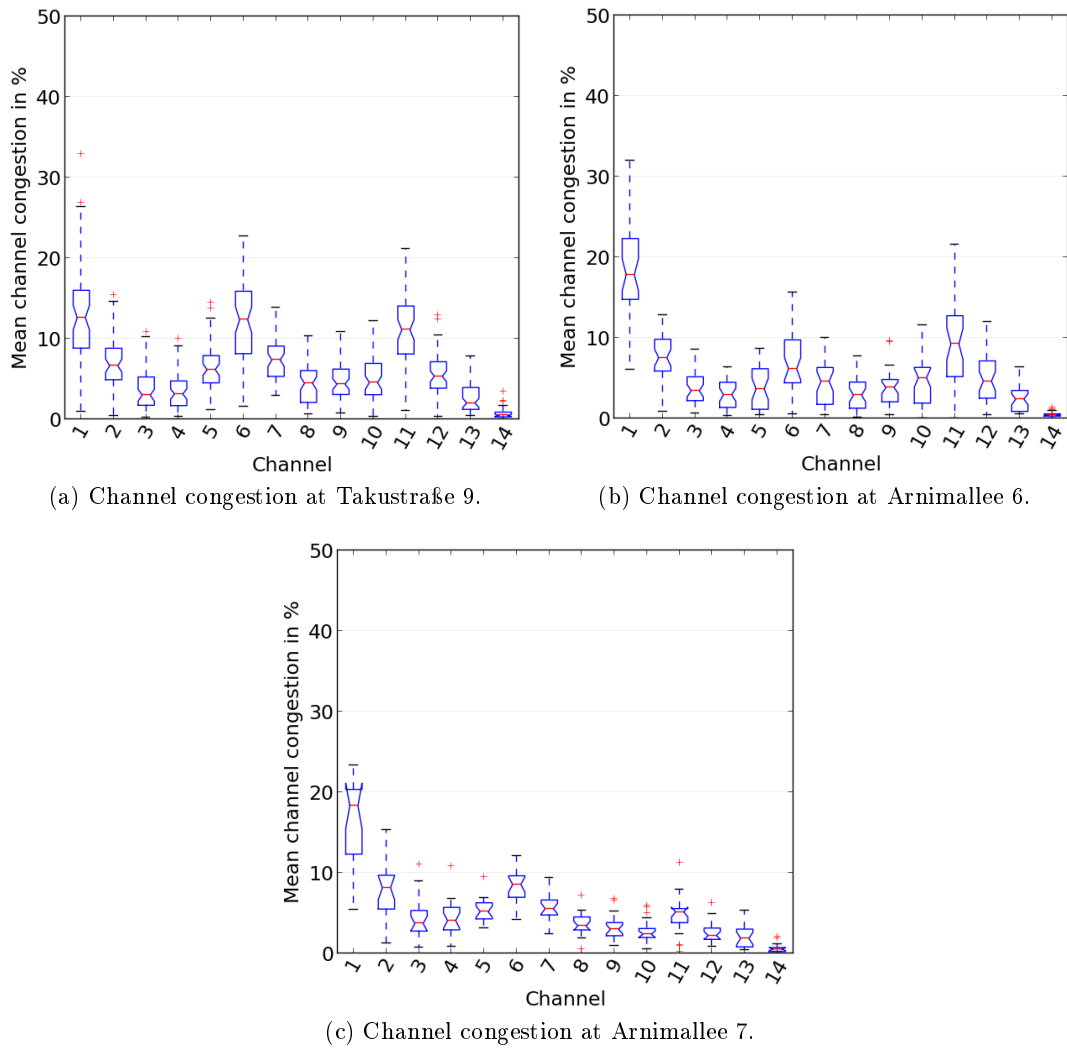 50
40
30
20
10
0
Mean channel congestion in %
1 2 3 4 5 6 7 8 9 10 11 12 13 14
Channel
(a) Channel congestion at Takustraße 9.
50
40
30
20
10
0
Mean channel congestion in %
1 2 3 4 5 6 7 8 9 10 11 12 13 14
Channel
(b) Channel congestion at Arnimallee 6.
50
40
30
20
10
0
Mean channel congestion in %
1 2 3 4 5 6 7 8 9 10 11 12 13 14
Channel
(c) Channel congestion at Arnimallee 7.